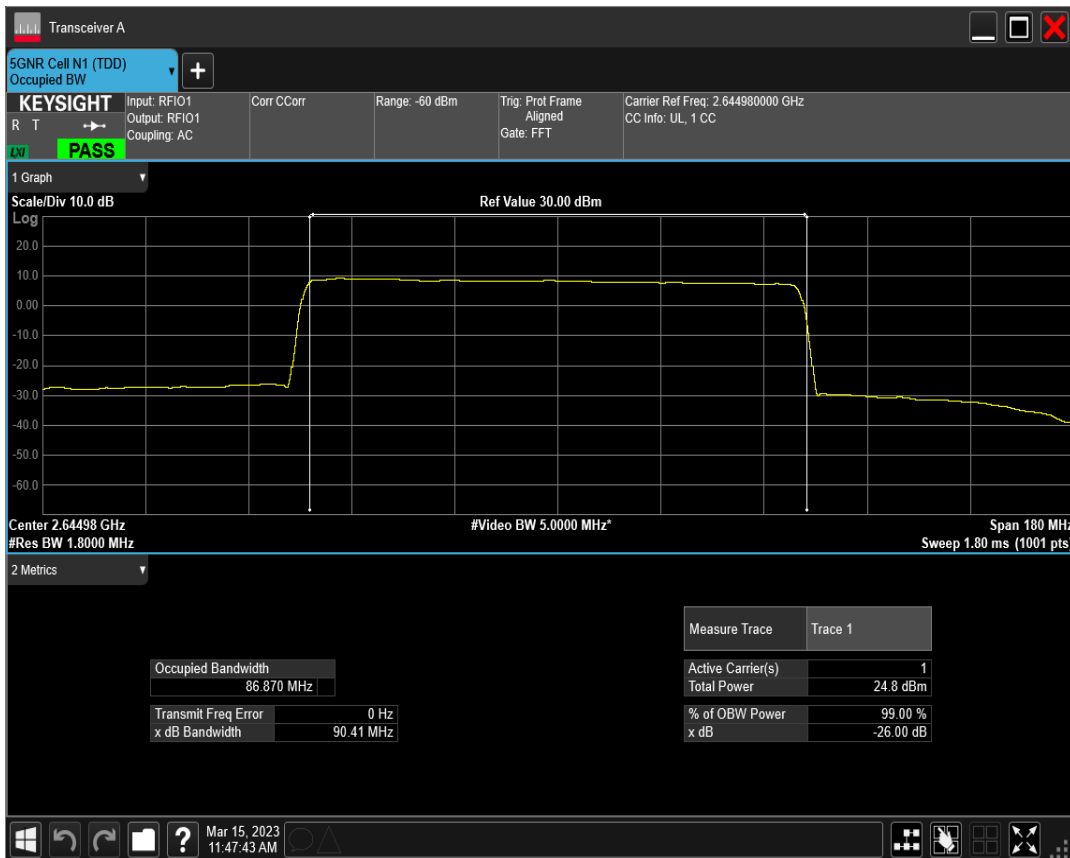 Transceiver A
5GNR Cell N1 (TDD)
Occupied BW
+
KEYSIGHT
R T
LXI
PASS
Input: RFIO1
Output: RFIO1
Coupling: AC
Corr CCorr
Range: -60 dBm
Trig: Prot Frame
Aligned
Gate: FFT
Carrier Ref Freq: 2.644980000 GHz
CC Info: UL, 1 CC
1 Graph
Scale/Div 10.0 dB
Ref Value 30.00 dBm
Log
20.0
10.0
0.00
-10.0
-20.0
-30.0
-40.0
-50.0
-60.0
Center 2.64498 GHz
#Video BW 5.0000 MHz*
Span 180 MHz
#Res BW 1.8000 MHz
Sweep 1.80 ms (1001 pts)
2 Metrics
Measure Trace Trace 1
Occupied Bandwidth
86.870 MHz
Active Carrier(s) 1
Total Power 24.8 dBm
Transmit Freq Error 0 Hz
x dB Bandwidth 90.41 MHz
% of OBW Power 99.00 %
x dB -26.00 dB
?
Mar 15, 2023
11:47:43 AM